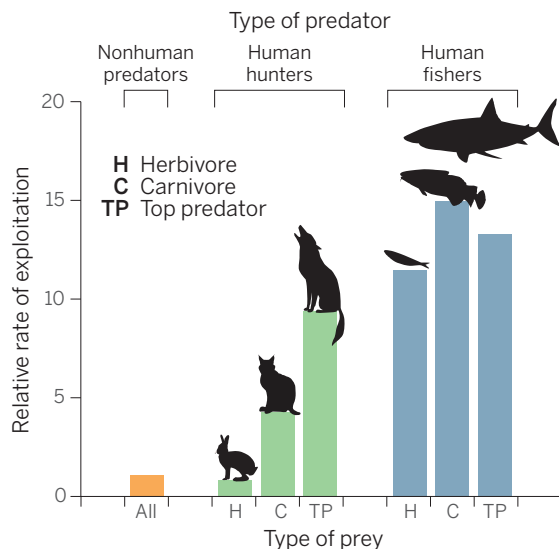 Type of predator
Nonhuman
predators
Human
hunters
Human
fishers
20
15
10
5
0
Relative rate of exploitation
H Herbivore
C Carnivore
TP Top predator
All
H
C
TP
H
C
TP
Type of prey